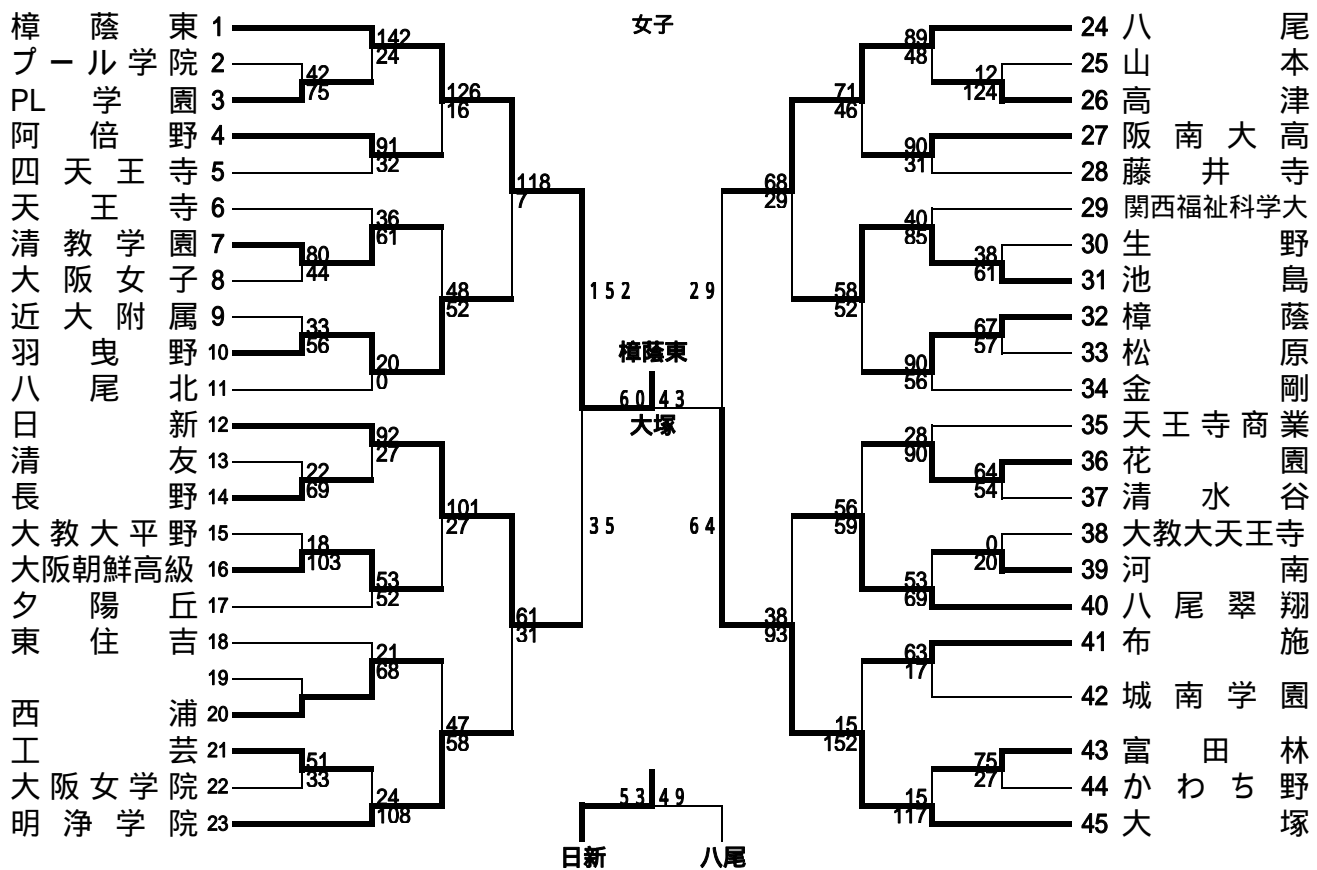 女子
樟蔭東 1
プール学院 2
PL学園 3
阿倍野 4
四天王寺 5
天王寺 6
清教学園 7
大阪女子 8
近大附属 9
羽曳野 10
八尾北 11
日新 12
清友 13
長野 14
大教大平野 15
大阪朝鮮高級 16
夕陽丘 17
東住吉 18
19
西浦 20
工芸 21
大阪女学院 22
明浄学院 23
142
24
42
75
91
32
126
16
36
61
80
44
33
56
20
0
48
52
118
7
92
27
22
69
18
103
53
52
101
27
21
68
51
33
24
108
47
58
61
31
152
29
樟蔭東
60 43
大塚
35
64
53 49
日新
八尾
89
48
12
124
90
31
71
46
40
85
38
61
67
57
90
56
58
52
68
29
28
90
64
54
0
20
53
69
56
59
63
17
75
27
15
117
15
152
38
93
24 八尾
25 山本
26 高津
27 阪南大高
28 藤井寺
29 関西福祉科学大
30 生野
31 池島
32 樟蔭
33 松原
34 金剛
35 天王寺商業
36 花園
37 清水谷
38 大教大天王寺
39 河南
40 八尾翠翔
41 布施
42 城南学園
43 富田林
44 かわち野
45 大塚